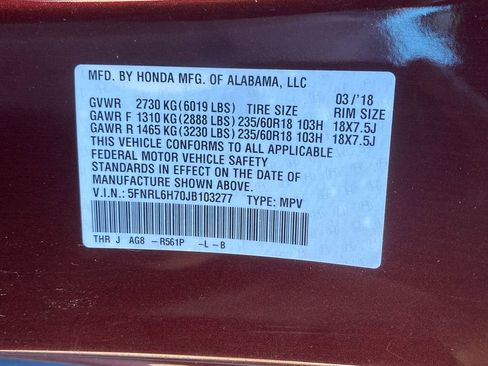 MFD. BY HONDA MFG. OF ALABAMA, LLC
03/'18
GVWR 2730 KG (6019 LBS) TIRE SIZE RIM SIZE
GAWR F 1310 KG (2888 LBS) 235/60R18 103H 18X7.5J
GAWR R 1465 KG (3230 LBS) 235/60R18 103H 18X7.5J
THIS VEHICLE CONFORMS TO ALL APPLICABLE
FEDERAL MOTOR VEHICLE SAFETY
STANDARDS IN EFFECT ON THE DATE OF
MANUFACTURE SHOWN ABOVE.
V.I.N.: 5FNRL6H70JB103277 TYPE: MPV
THR J AG8 -R561P -L-B